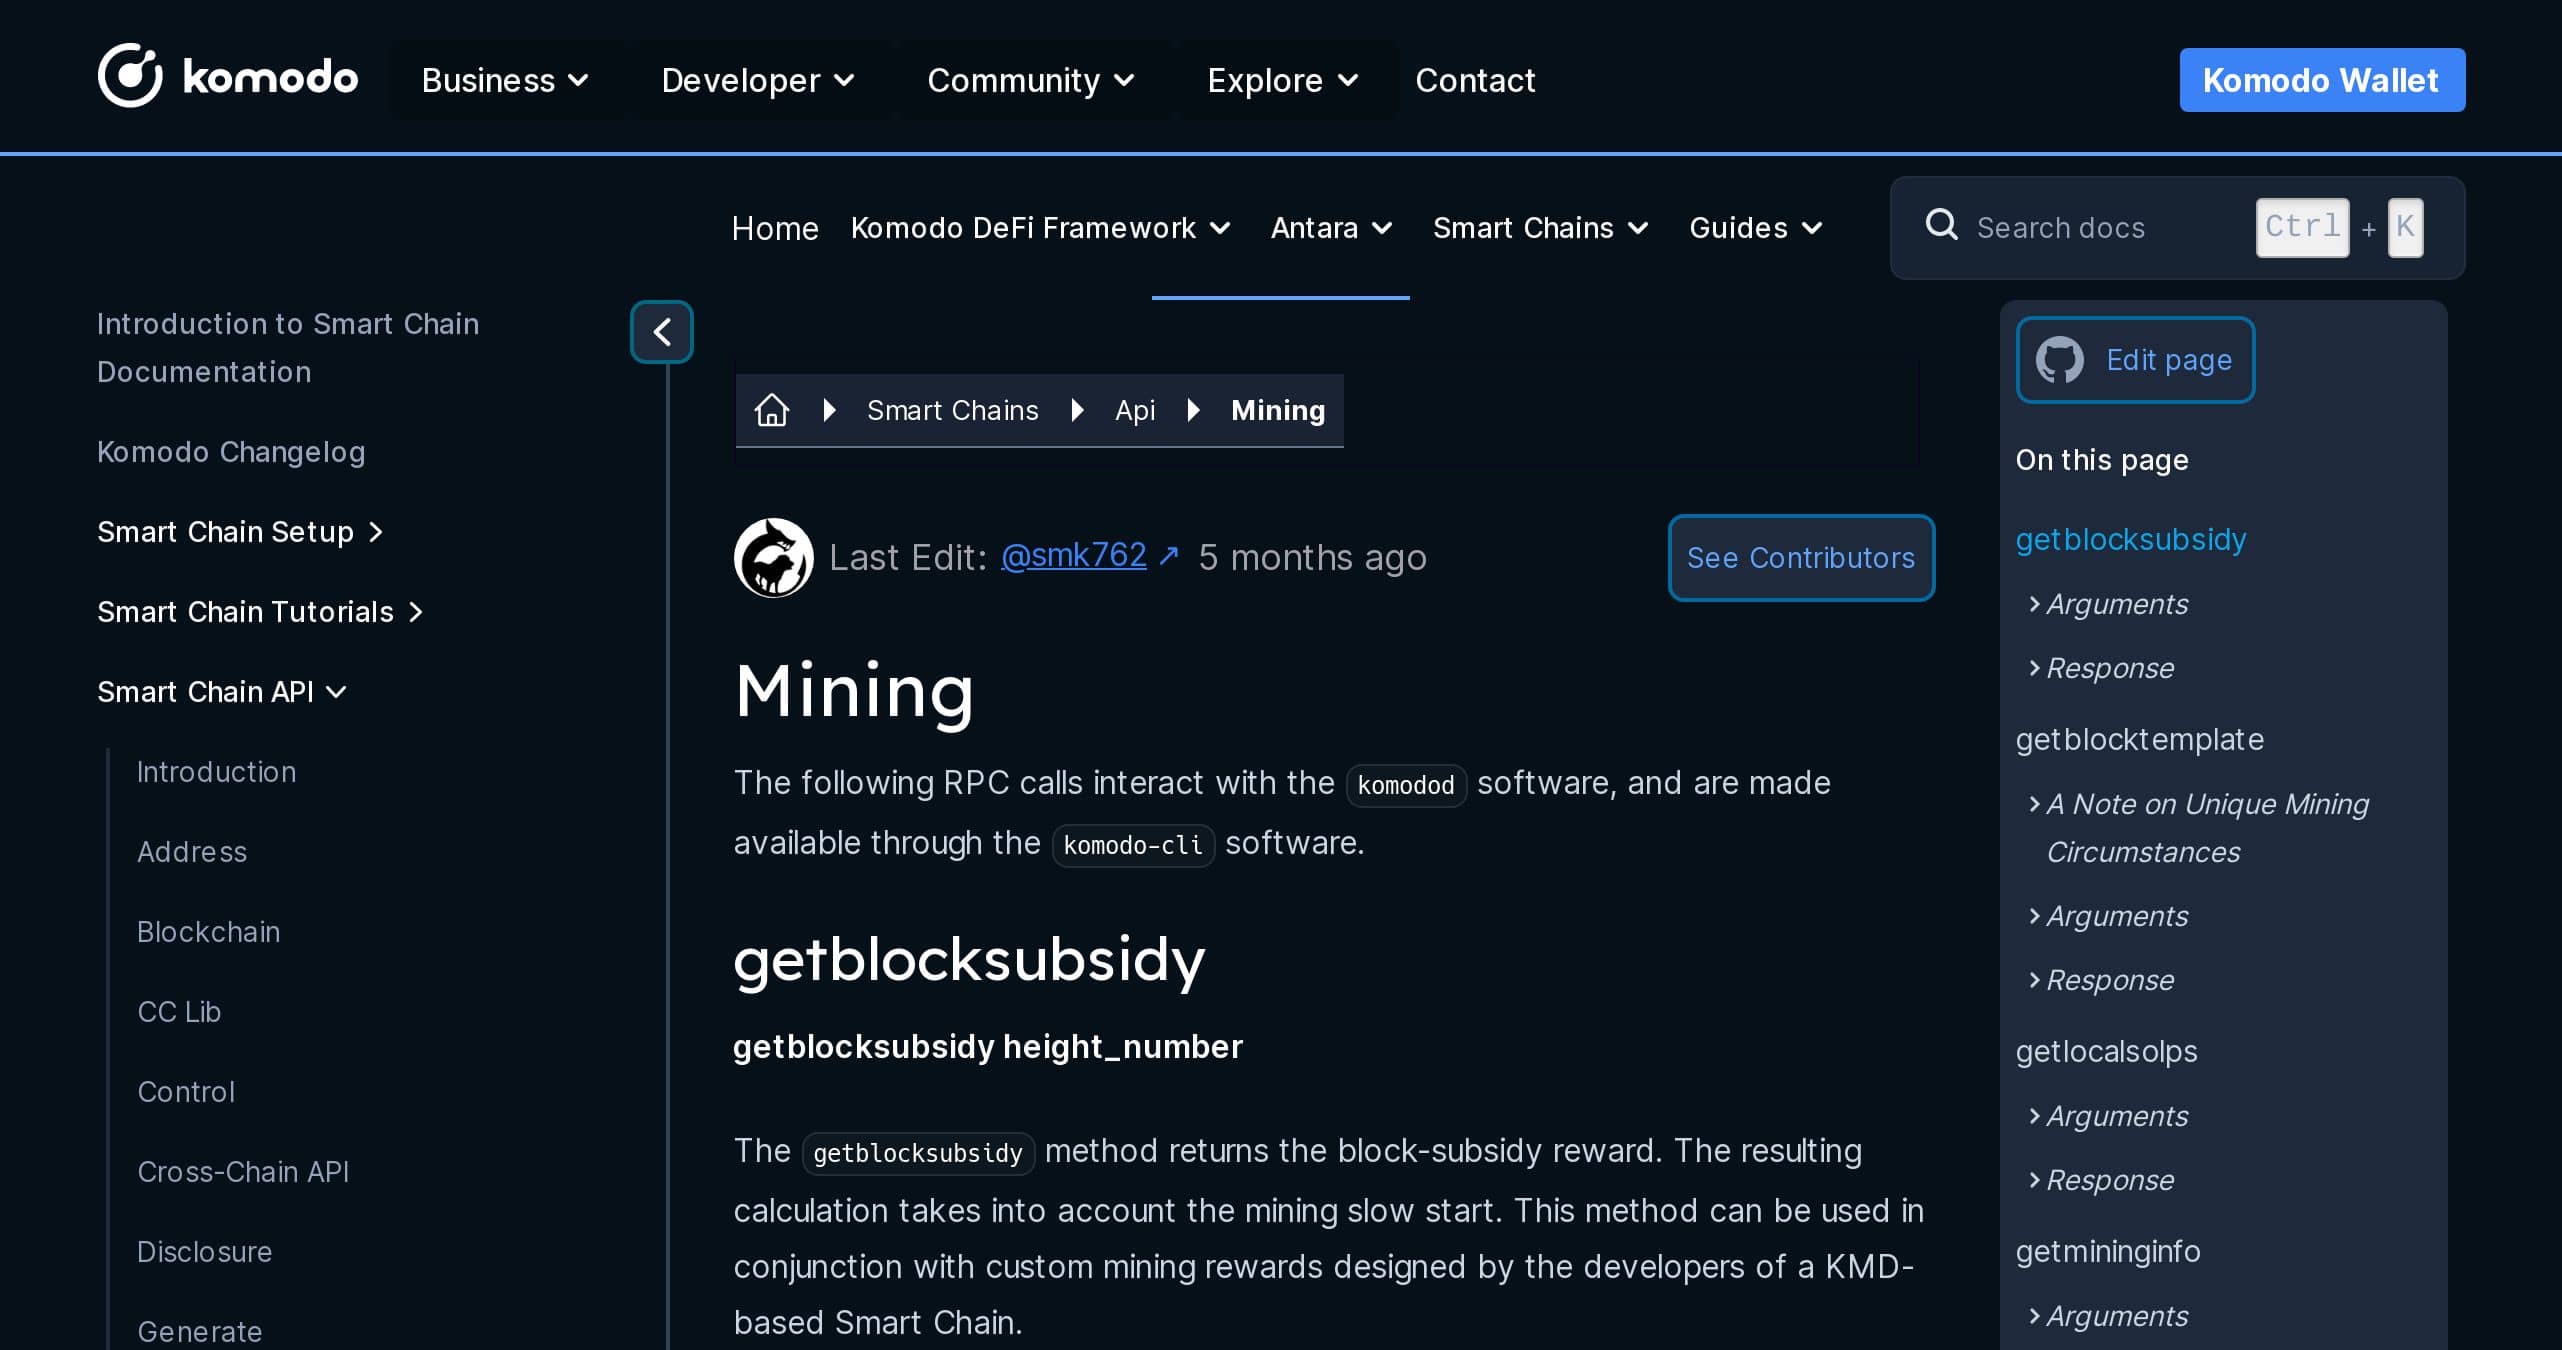 komodo
Business
Developer
Community
Explore
Contact
Komodo Wallet
Home
Komodo DeFi Framework
Antara
Smart Chains
Guides
Search docs
Ctrl + K
Introduction to Smart Chain
Documentation
Komodo Changelog
Smart Chain Setup
Smart Chain Tutorials
Smart Chain API
Introduction
Address
Blockchain
CC Lib
Control
Cross-Chain API
Disclosure
Generate
Smart Chains
Api
Mining
Last Edit: @smk762 ↗ 5 months ago
See Contributors
Mining
The following RPC calls interact with the komodod software, and are made
available through the komodo-cli software.
getblocksubsidy
getblocksubsidy height_number
The getblocksubsidy method returns the block-subsidy reward. The resulting
calculation takes into account the mining slow start. This method can be used in
conjunction with custom mining rewards designed by the developers of a KMD-
based Smart Chain.
Edit page
On this page
getblocksubsidy
Arguments
Response
getblocktemplate
A Note on Unique Mining
Circumstances
Arguments
Response
getlocalsolps
Arguments
Response
getmininginfo
Arguments